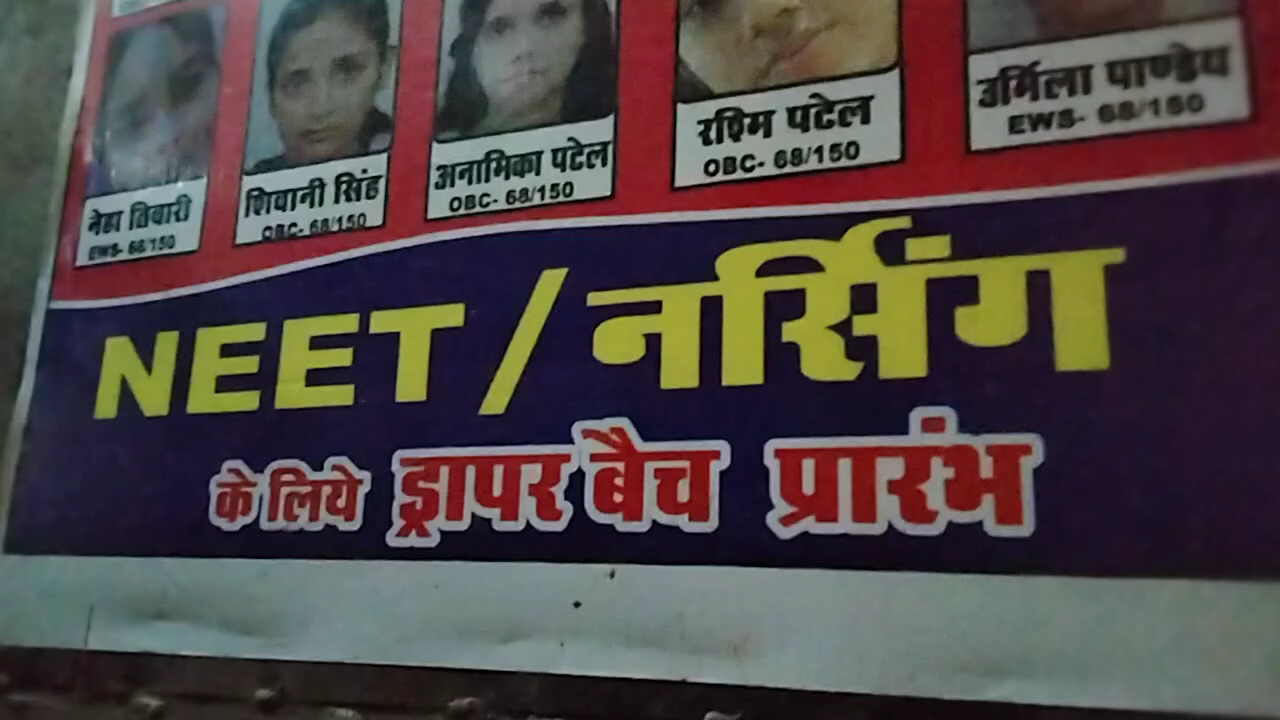 नेहा तिवारी
EWS- 68/150
शिवानी सिंह
OBC- 68/150
अनामिका पटेल
OBC- 68/150
रश्मि पटेल
OBC- 68/150
उर्मिला पाण्डेय
EWS- 68/150
NEET / नर्सिंग
के लिये ड्रापर बैच प्रारंभ